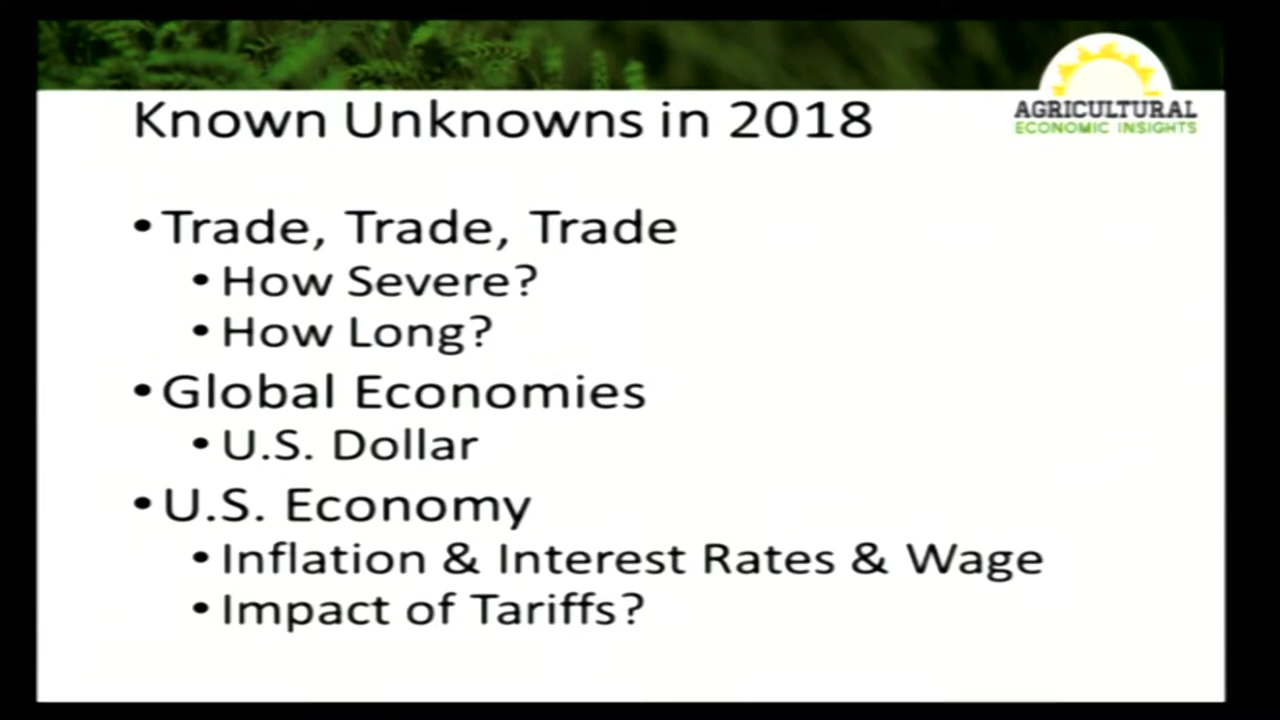 AGRICULTURAL
ECONOMIC INSIGHTS
Known Unknowns in 2018
• Trade, Trade, Trade
• How Severe?
• How Long?
• Global Economies
• U.S. Dollar
• U.S. Economy
• Inflation & Interest Rates & Wage
• Impact of Tariffs?